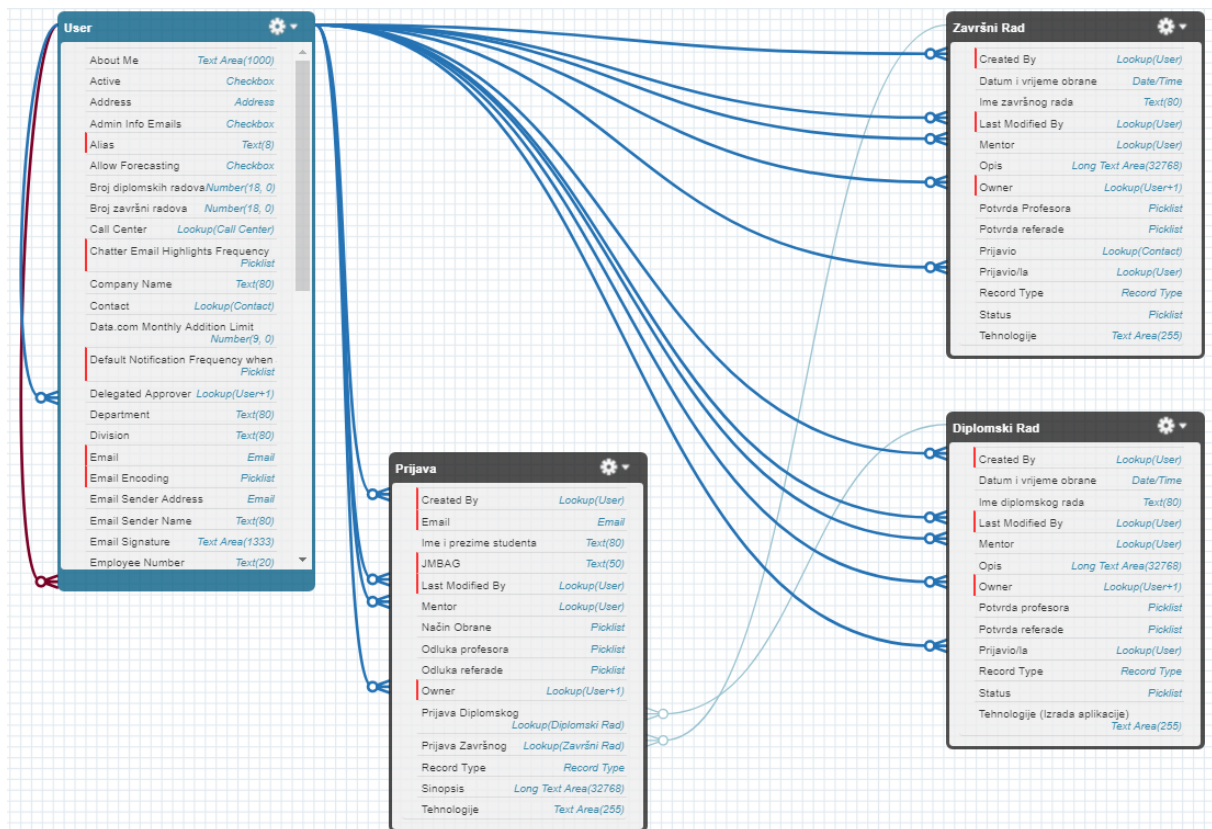 User
About Me Text Area(1000)
Active Checkbox
Address Address
Admin Info Emails Checkbox
Alias Text(8)
Allow Forecasting Checkbox
Broj diplomskih radova Number(18, 0)
Broj završni radova Number(18, 0)
Call Center Lookup(Call Center)
Chatter Email Highlights Frequency
Picklist
Company Name Text(80)
Contact Lookup(Contact)
Data.com Monthly Addition Limit
Number(9, 0)
Default Notification Frequency when
Picklist
Delegated Approver Lookup(User+1)
Department Text(80)
Division Text(80)
Email Email
Email Encoding Picklist
Email Sender Address Email
Email Sender Name Text(80)
Email Signature Text Area(1333)
Employee Number Text(20)
Prijava
Created By Lookup(User)
Email Email
Ime i prezime studenta Text(80)
JMBAG Text(50)
Last Modified By Lookup(User)
Mentor Lookup(User)
Način Obrane Picklist
Odluka profesora Picklist
Odluka referade Picklist
Owner Lookup(User+1)
Prijava Diplomskog
Lookup(Diplomski Rad)
Prijava Završnog Lookup(Završni Rad)
Record Type Record Type
Sinopsis Long Text Area(32768)
Tehnologije Text Area(255)
Završni Rad
Created By Lookup(User)
Datum i vrijeme obrane Date/Time
Ime završnog rada Text(80)
Last Modified By Lookup(User)
Mentor Lookup(User)
Opis Long Text Area(32768)
Owner Lookup(User+1)
Potvrda Profesora Picklist
Potvrda referade Picklist
Prijavio Lookup(Contact)
Prijavio/la Lookup(User)
Record Type Record Type
Status Picklist
Tehnologije Text Area(255)
Diplomski Rad
Created By Lookup(User)
Datum i vrijeme obrane Date/Time
Ime diplomskog rada Text(80)
Last Modified By Lookup(User)
Mentor Lookup(User)
Opis Long Text Area(32768)
Owner Lookup(User+1)
Potvrda profesora Picklist
Potvrda referade Picklist
Prijavio/la Lookup(User)
Record Type Record Type
Status Picklist
Tehnologije (Izrada aplikacije)
Text Area(255)